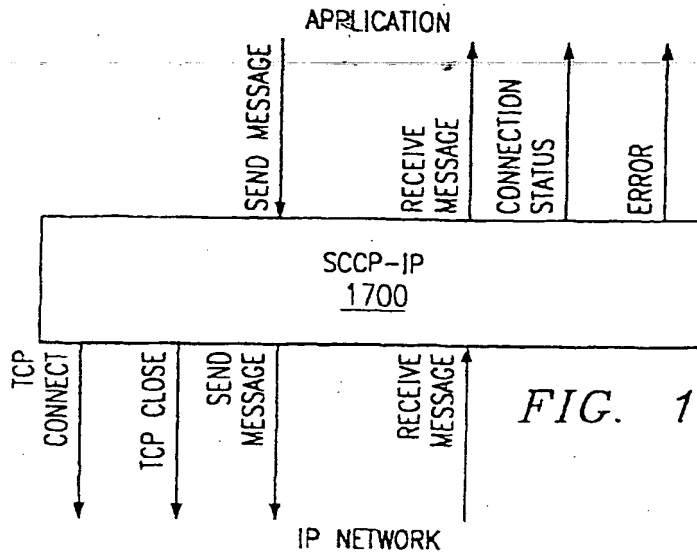 APPLICATION
SEND MESSAGE
RECEIVE
MESSAGE
CONNECTION
STATUS
ERROR
SCCP-IP
1700
TCP
CONNECT
TCP CLOSE
SEND
MESSAGE
RECEIVE
MESSAGE
FIG. 1
IP NETWORK